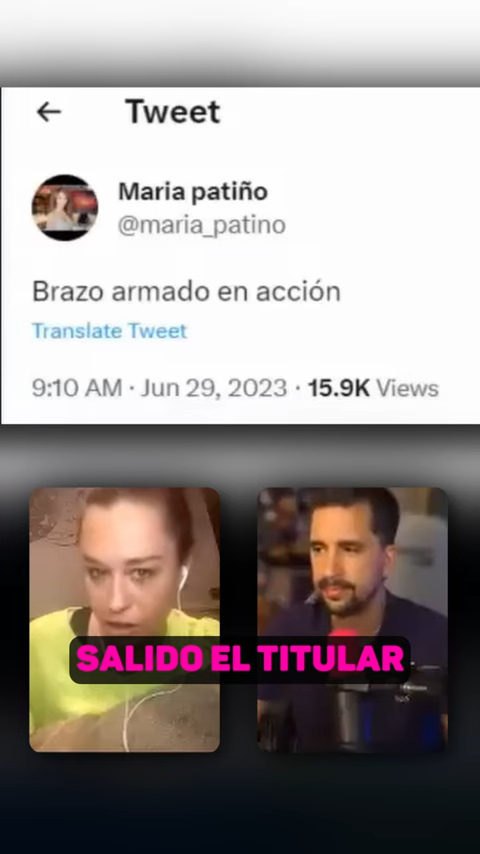 ← Tweet
Maria patiño
@maria_patino
Brazo armado en acción
Translate Tweet
9:10 AM · Jun 29, 2023 · 15.9K Views
SALIDO EL TITULAR